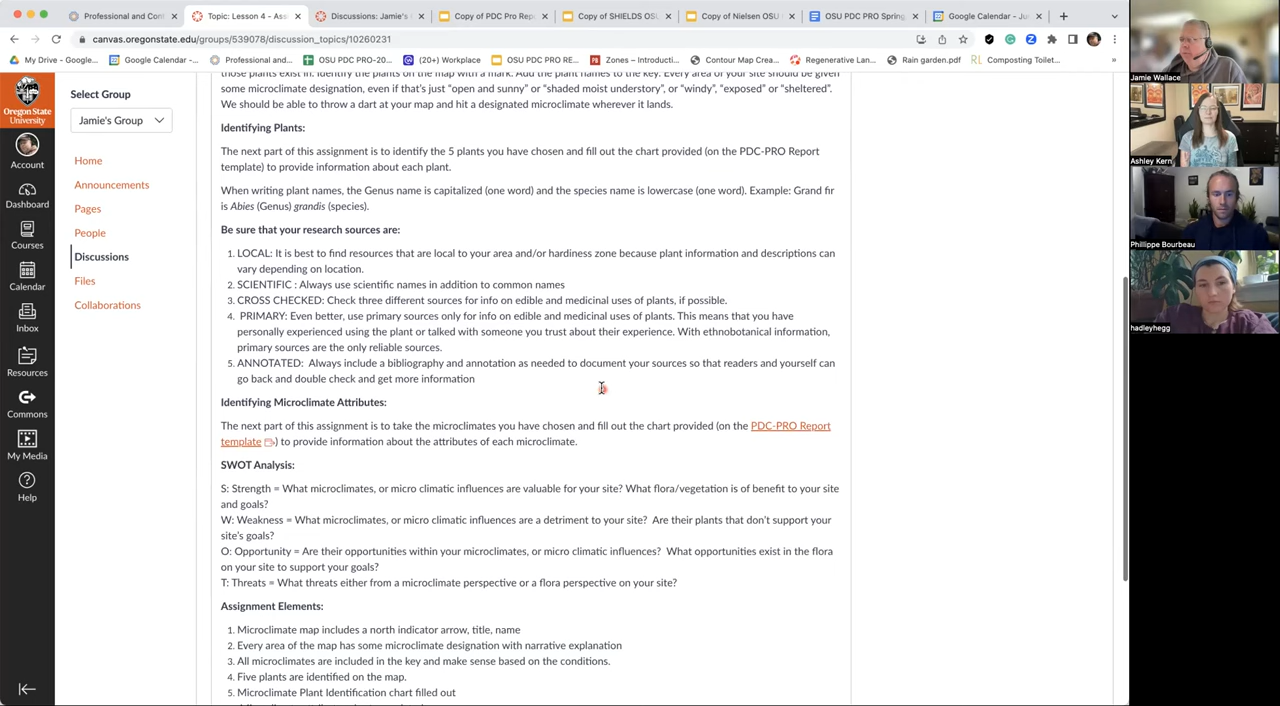 Professional and Con
Topic: Lesson 4 - Ass
Discussions: Jamie's
Copy of PDC Pro Rep
Copy of SHIELDS OSU
Copy of Nielsen OSU
OSU PDC PRO Spring
Google Calendar - Ju
canvas.oregonstate.edu/groups/539078/discussion_topics/10260231
My Drive - Google...
Google Calendar -...
Professional and...
OSU PDC PRO-20...
(20+) Workplace
OSU PDC PRO RE...
Zones – Introducti...
Contour Map Crea...
Regenerative Lan...
Rain garden.pdf
Composting Toilet...
»
Oregon State
University
Account
Dashboard
Courses
Calendar
Inbox
Resources
Commons
My Media
Help
Select Group
Jamie's Group
Home
Announcements
Pages
People
Discussions
Files
Collaborations
those plants exist in. Identify the plants on the map with a mark. Add the plant names to the key. Every area of your site should be given
some microclimate designation, even if that's just "open and sunny" or "shaded moist understory", or "windy", "exposed" or "sheltered".
We should be able to throw a dart at your map and hit a designated microclimate wherever it lands.
Identifying Plants:
The next part of this assignment is to identify the 5 plants you have chosen and fill out the chart provided (on the PDC-PRO Report
template) to provide information about each plant.
When writing plant names, the Genus name is capitalized (one word) and the species name is lowercase (one word). Example: Grand fir
is Abies (Genus) grandis (species).
Be sure that your research sources are:
1. LOCAL: It is best to find resources that are local to your area and/or hardiness zone because plant information and descriptions can
vary depending on location.
2. SCIENTIFIC : Always use scientific names in addition to common names
3. CROSS CHECKED: Check three different sources for info on edible and medicinal uses of plants, if possible.
4. PRIMARY: Even better, use primary sources only for info on edible and medicinal uses of plants. This means that you have
personally experienced using the plant or talked with someone you trust about their experience. With ethnobotanical information,
primary sources are the only reliable sources.
5. ANNOTATED: Always include a bibliography and annotation as needed to document your sources so that readers and yourself can
go back and double check and get more information
Identifying Microclimate Attributes:
The next part of this assignment is to take the microclimates you have chosen and fill out the chart provided (on the PDC-PRO Report
template) to provide information about the attributes of each microclimate.
SWOT Analysis:
S: Strength = What microclimates, or micro climatic influences are valuable for your site? What flora/vegetation is of benefit to your site
and goals?
W: Weakness = What microclimates, or micro climatic influences are a detriment to your site? Are their plants that don't support your
site's goals?
O: Opportunity = Are their opportunities within your microclimates, or micro climatic influences? What opportunities exist in the flora
on your site to support your goals?
T: Threats = What threats either from a microclimate perspective or a flora perspective on your site?
Assignment Elements:
1. Microclimate map includes a north indicator arrow, title, name
2. Every area of the map has some microclimate designation with narrative explanation
3. All microclimates are included in the key and make sense based on the conditions.
4. Five plants are identified on the map.
5. Microclimate Plant Identification chart filled out
Jamie Wallace
Ashley Kern
Phillippe Bourbeau
hadleyhegg